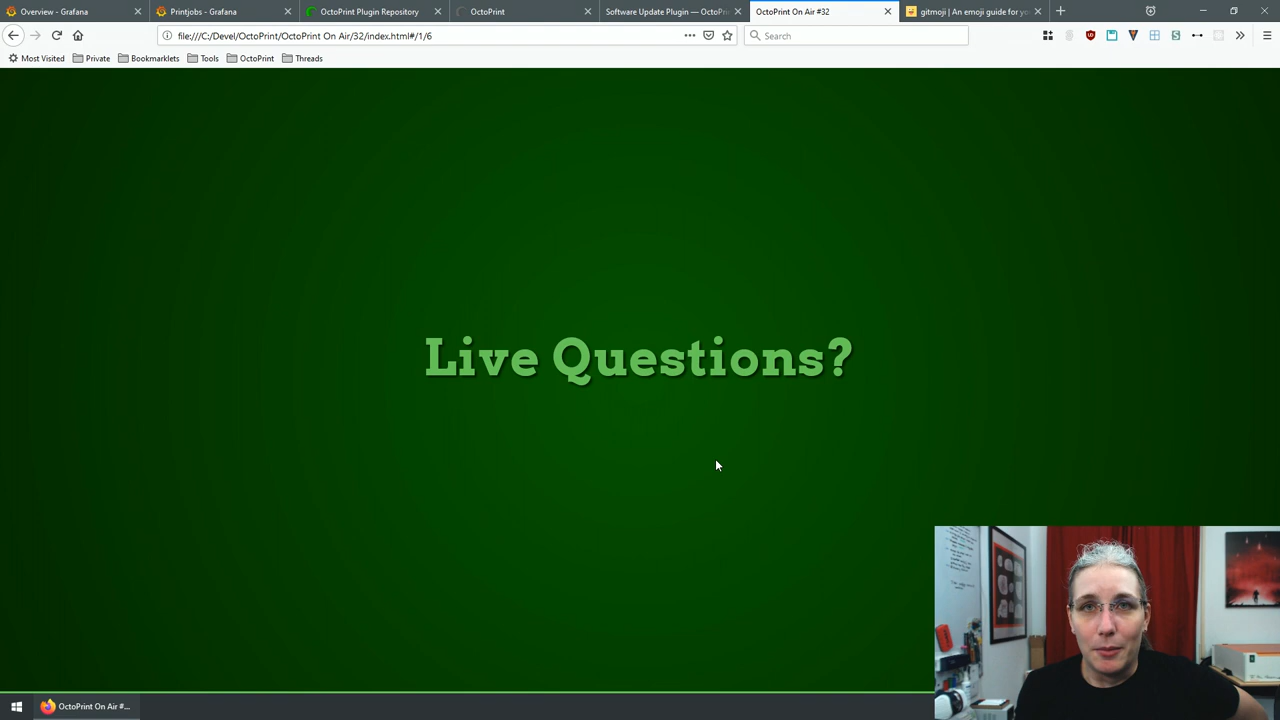 Overview - Grafana
Printjobs - Grafana
OctoPrint Plugin Repository
OctoPrint
Software Update Plugin — OctoPr
OctoPrint On Air #32
gitmoji | An emoji guide for yo
file:///C:/Devel/OctoPrint/OctoPrint On Air/32/index.html#/1/6
Search
Most Visited
Private
Bookmarklets
Tools
OctoPrint
Threads
Live Questions?
OctoPrint On Air #...